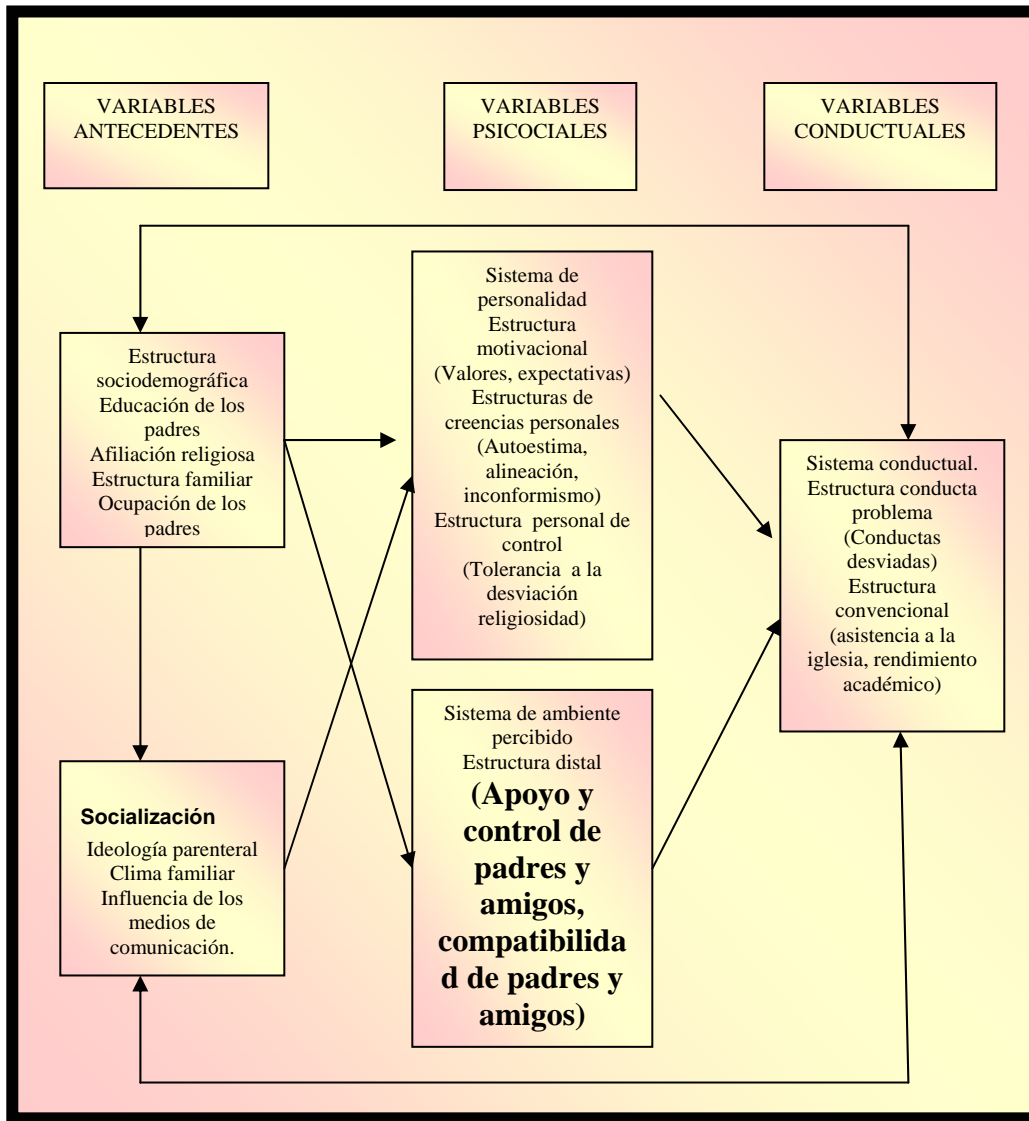 VARIABLES
ANTECEDENTES
VARIABLES
PSICOCIALES
VARIABLES
CONDUCTUALES
Estructura
sociodemográfica
Educación de los
padres
Afiliación religiosa
Estructura familiar
Ocupación de los
padres
Socialización
Ideología parenteral
Clima familiar
Influencia de los
medios de
comunicación.
Sistema de
personalidad
Estructura
motivacional
(Valores, expectativas)
Estructuras de
creencias personales
(Autoestima,
alineación,
inconformismo)
Estructura personal de
control
(Tolerancia a la
desviación
religiosidad)
Sistema de ambiente
percibido
Estructura distal
(Apoyo y
control de
padres y
amigos,
compatibilida
d de padres y
amigos)
Sistema conductual.
Estructura conducta
problema
(Conductas
desviadas)
Estructura
convencional
(asistencia a la
iglesia, rendimiento
académico)